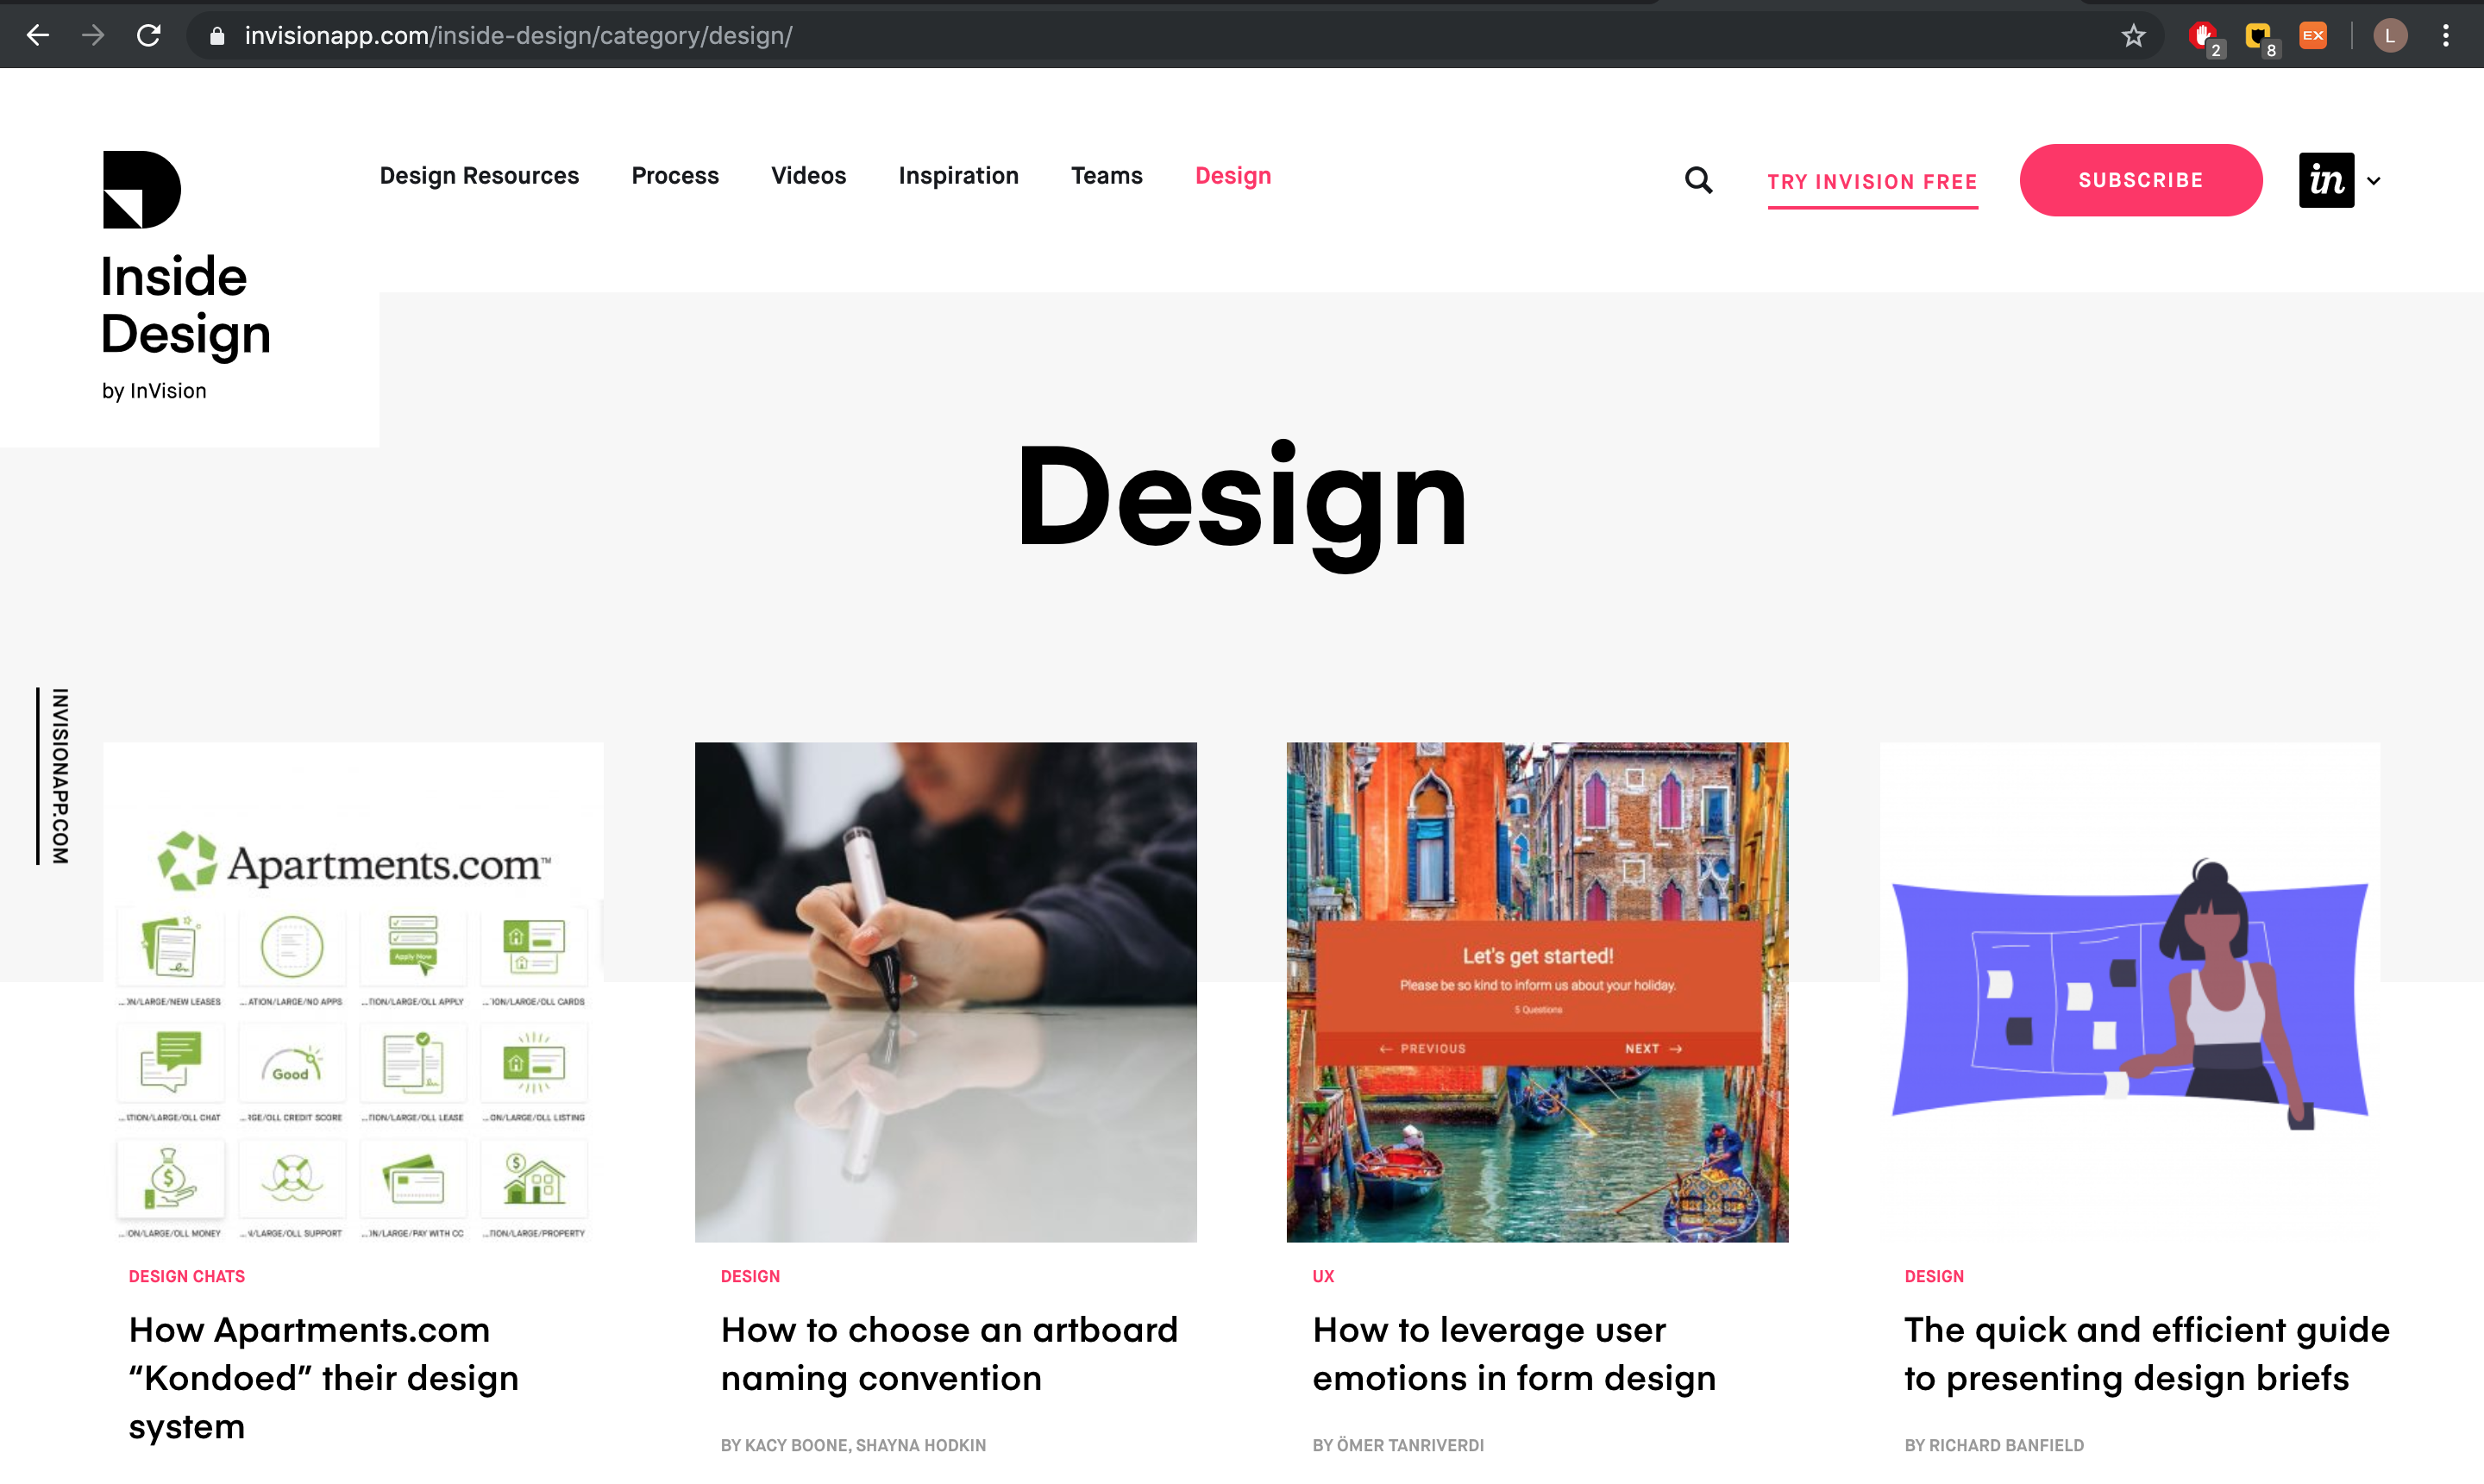 invisionapp.com/inside-design/category/design/
2
8
EX
L
Design Resources
Process
Videos
Inspiration
Teams
Design
TRY INVISION FREE
SUBSCRIBE
in
Inside
Design
by InVision
Design
INVISIONAPP.COM
Apartments.com™
Apply Now
...ON/LARGE/NEW LEASES
...ATION/LARGE/NO APPS
...TION/LARGE/OLL APPLY
...ION/LARGE/OLL CARDS
Good
...ATION/LARGE/OLL CHAT
...RGE/OLL CREDIT SCORE
...TION/LARGE/OLL LEASE
...ON/LARGE/OLL LISTING
$
$
...ON/LARGE/OLL MONEY
.../LARGE/OLL SUPPORT
...ON/LARGE/PAY WITH CC
...TION/LARGE/PROPERTY
DESIGN CHATS
How Apartments.com
“Kondoed” their design
system
DESIGN
How to choose an artboard
naming convention
BY KACY BOONE, SHAYNA HODKIN
Let's get started!
Please be so kind to inform us about your holiday.
5 Questions
← PREVIOUS
NEXT →
UX
How to leverage user
emotions in form design
BY ÖMER TANRIVERDI
DESIGN
The quick and efficient guide
to presenting design briefs
BY RICHARD BANFIELD